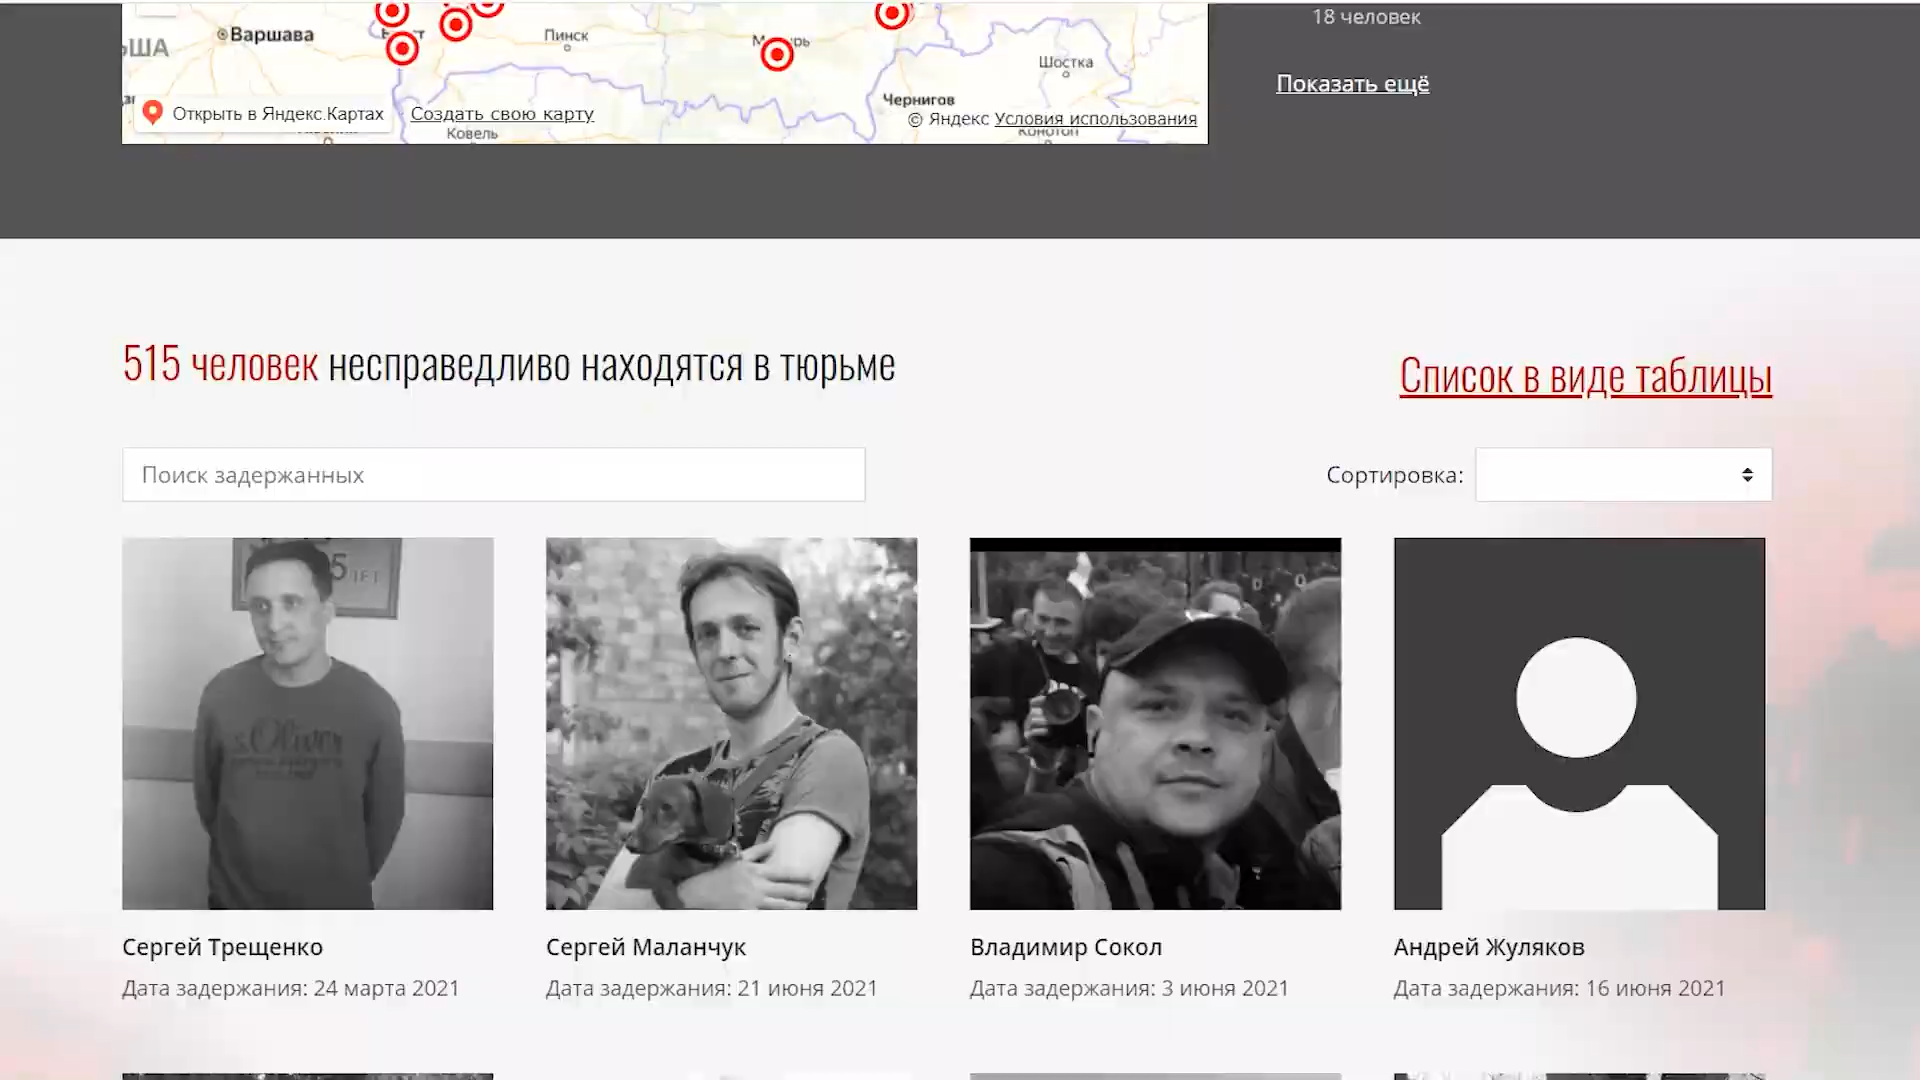 18 человек
Показать ещё
Варшава
Пинск
Шостка
Чернигов
Открыть в Яндекс.Картах
Создать свою карту
© Яндекс Условия использования
Ковель
Конотоп
515 человек несправедливо находятся в тюрьме
Список в виде таблицы
Поиск задержанных
Сортировка:
s.Oliver
Сергей Трещенко
Дата задержания: 24 марта 2021
Сергей Маланчук
Дата задержания: 21 июня 2021
Владимир Сокол
Дата задержания: 3 июня 2021
Андрей Жуляков
Дата задержания: 16 июня 2021